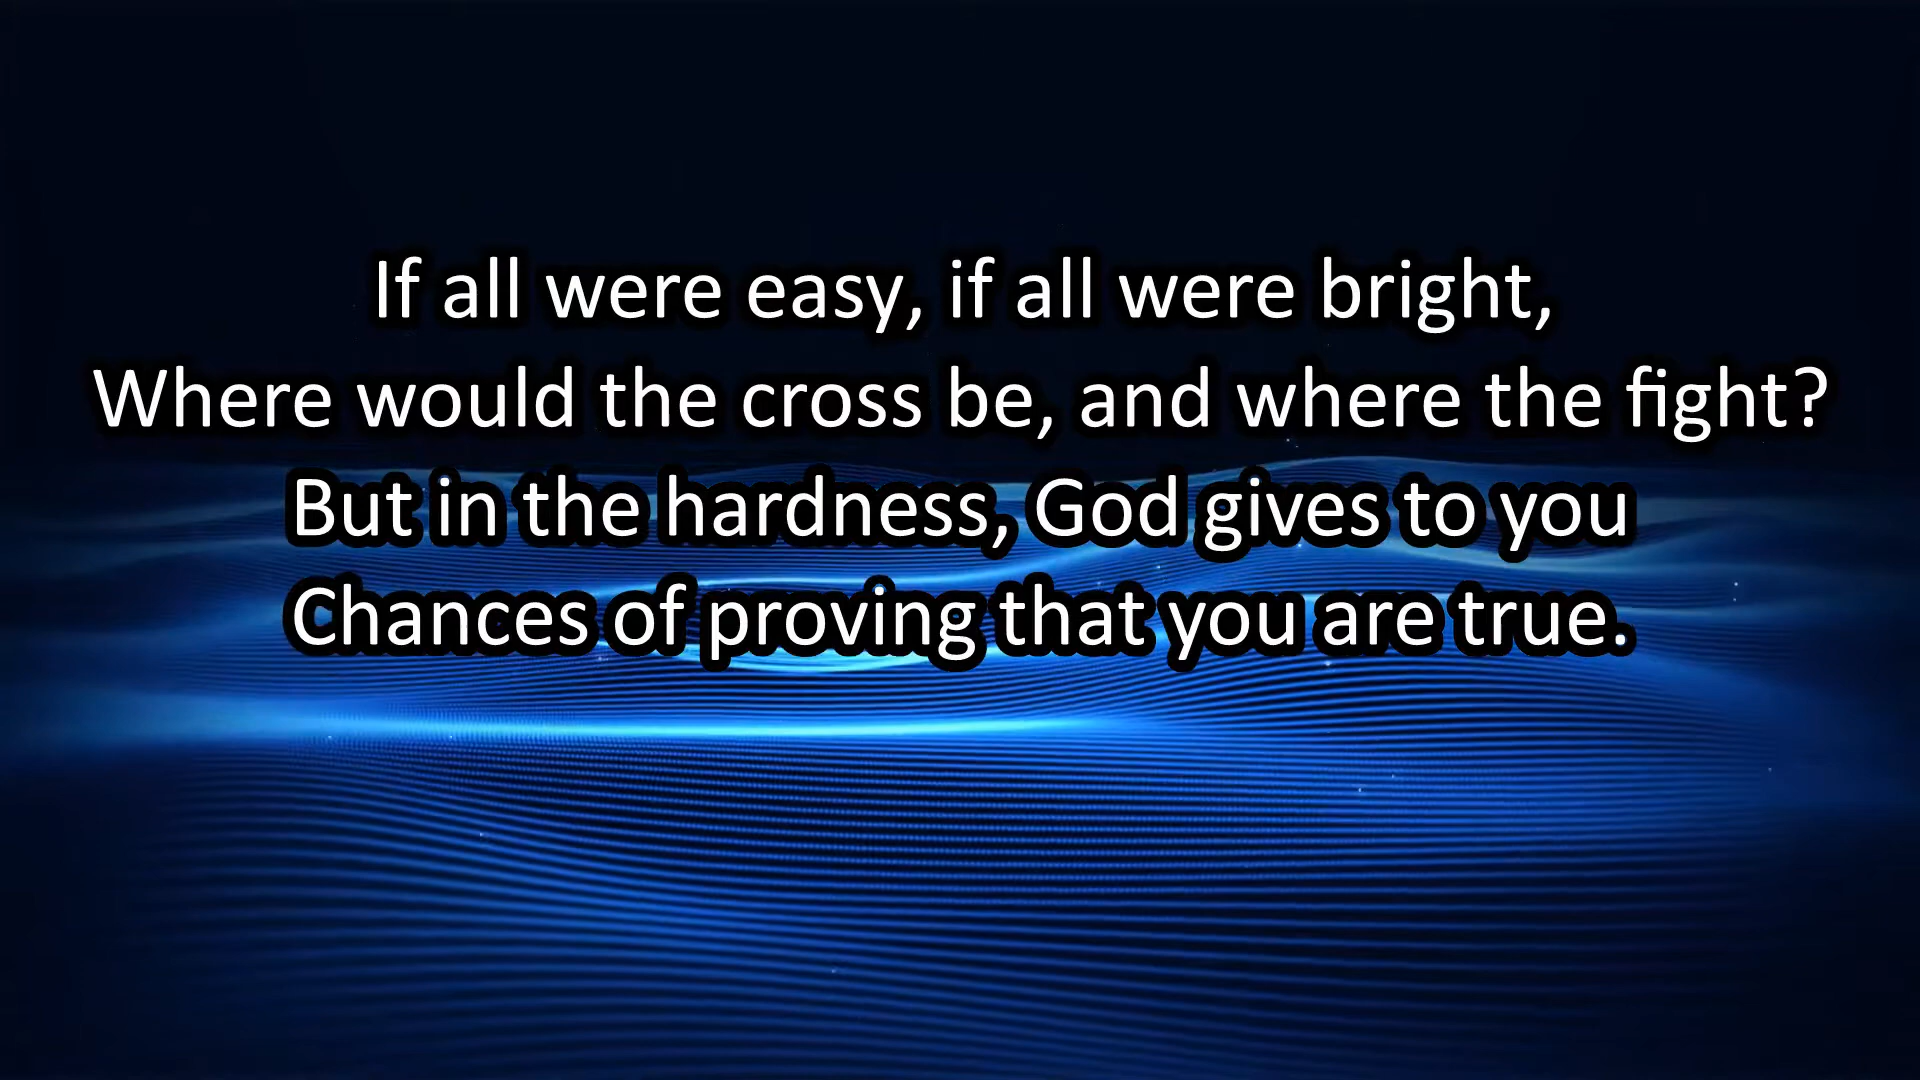 If all were easy, if all were bright,
Where would the cross be, and where the fight?
But in the hardness, God gives to you
Chances of proving that you are true.